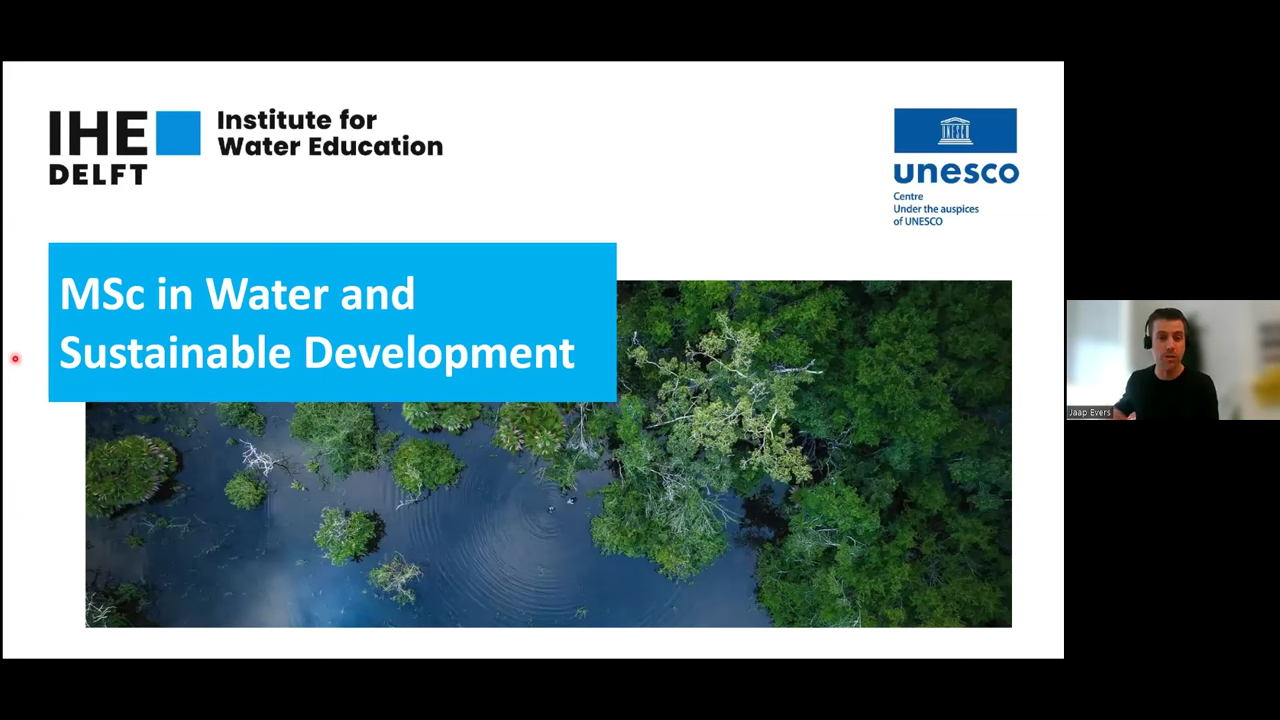 IHE
DELFT
Institute for
Water Education
UNESCO
unesco
Centre
Under the auspices
of UNESCO
MSc in Water and
Sustainable Development
Jaap Evers